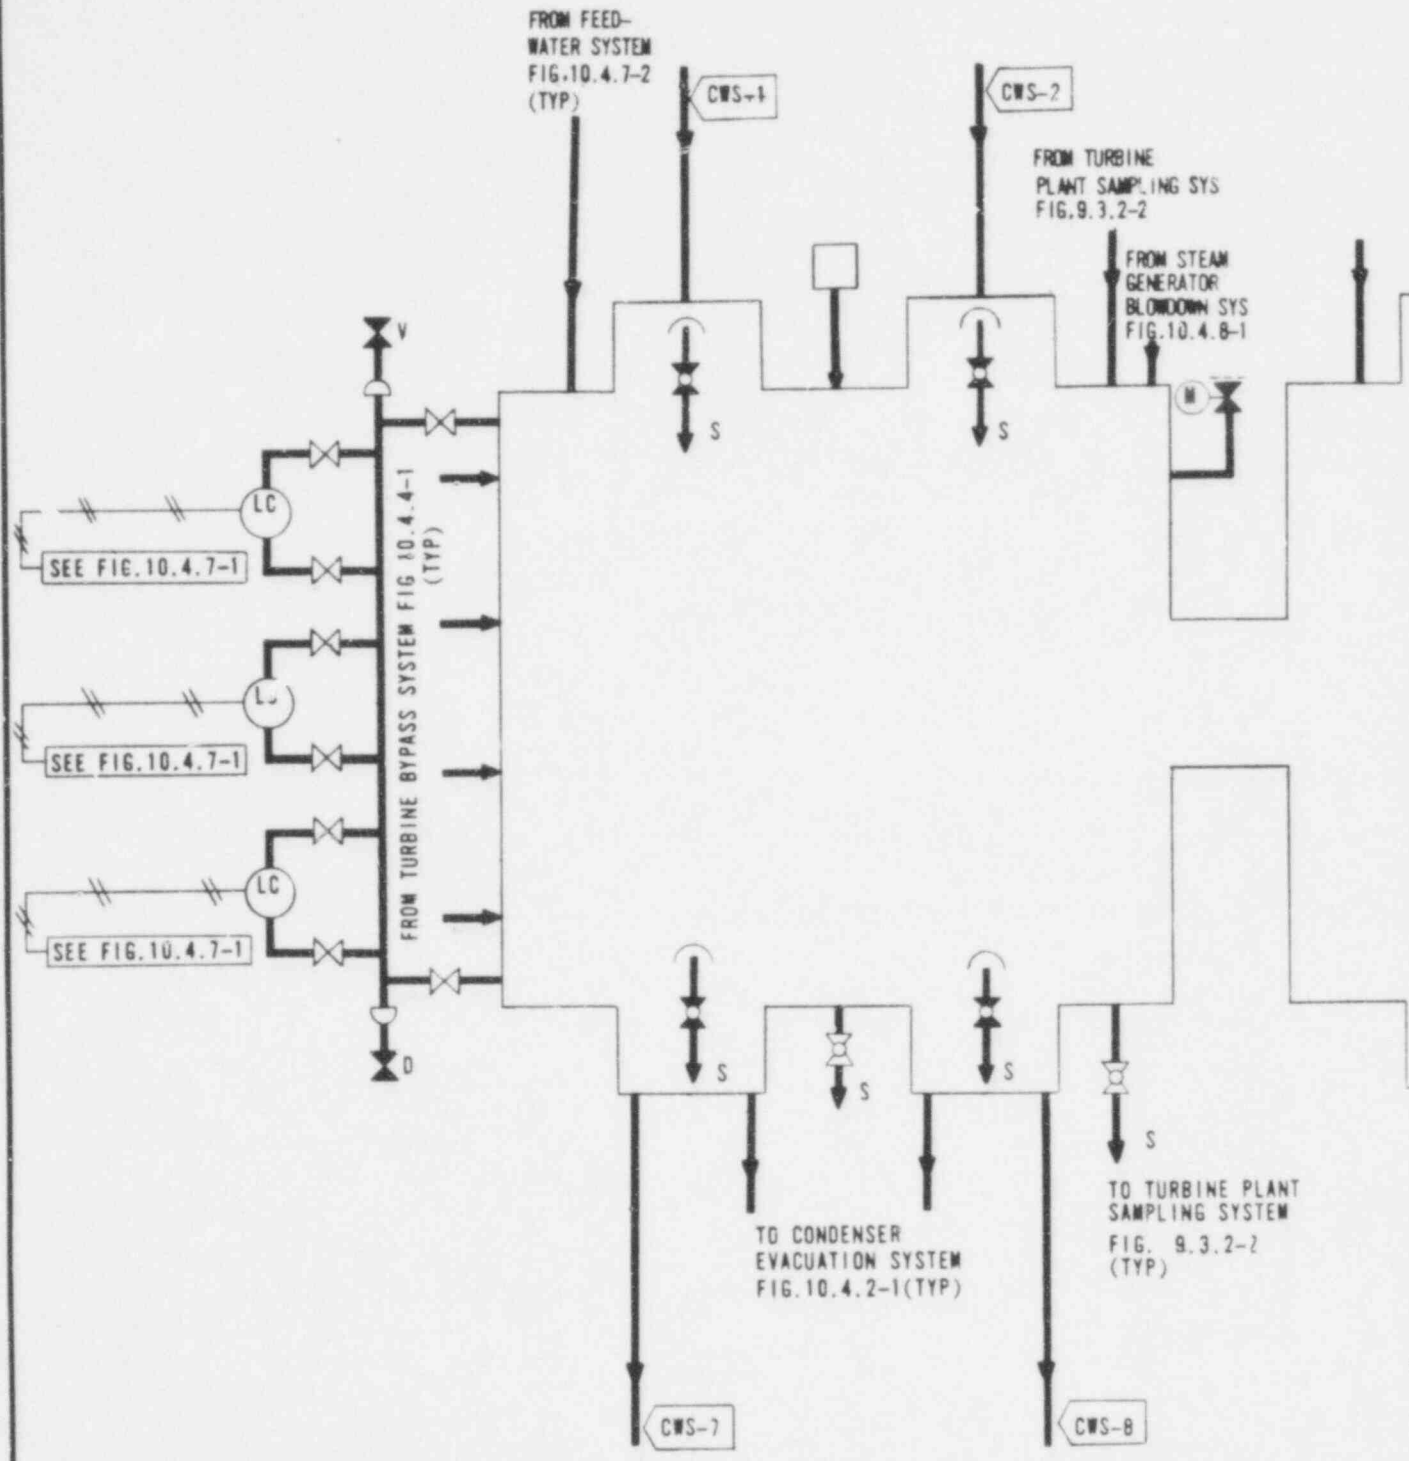 FROM FEED-
WATER SYSTEM
FIG.10.4.7-2
(TYP)
CWS-1
CWS-2
FROM TURBINE
PLANT SAMPLING SYS
FIG.9.3.2-2
FROM STEAM
GENERATOR
BLOWDOWN SYS
FIG.10.4.8-1
V
M
S
S
LC
SEE FIG.10.4.7-1
FROM TURBINE BYPASS SYSTEM FIG 10.4.4-1
(TYP)
SEE FIG.10.4.7-1
LC
SEE FIG.10.4.7-1
D
S
S
S
S
TO CONDENSER
EVACUATION SYSTEM
FIG.10.4.2-1(TYP)
TO TURBINE PLANT
SAMPLING SYSTEM
FIG. 9.3.2-2
(TYP)
CWS-7
CWS-8